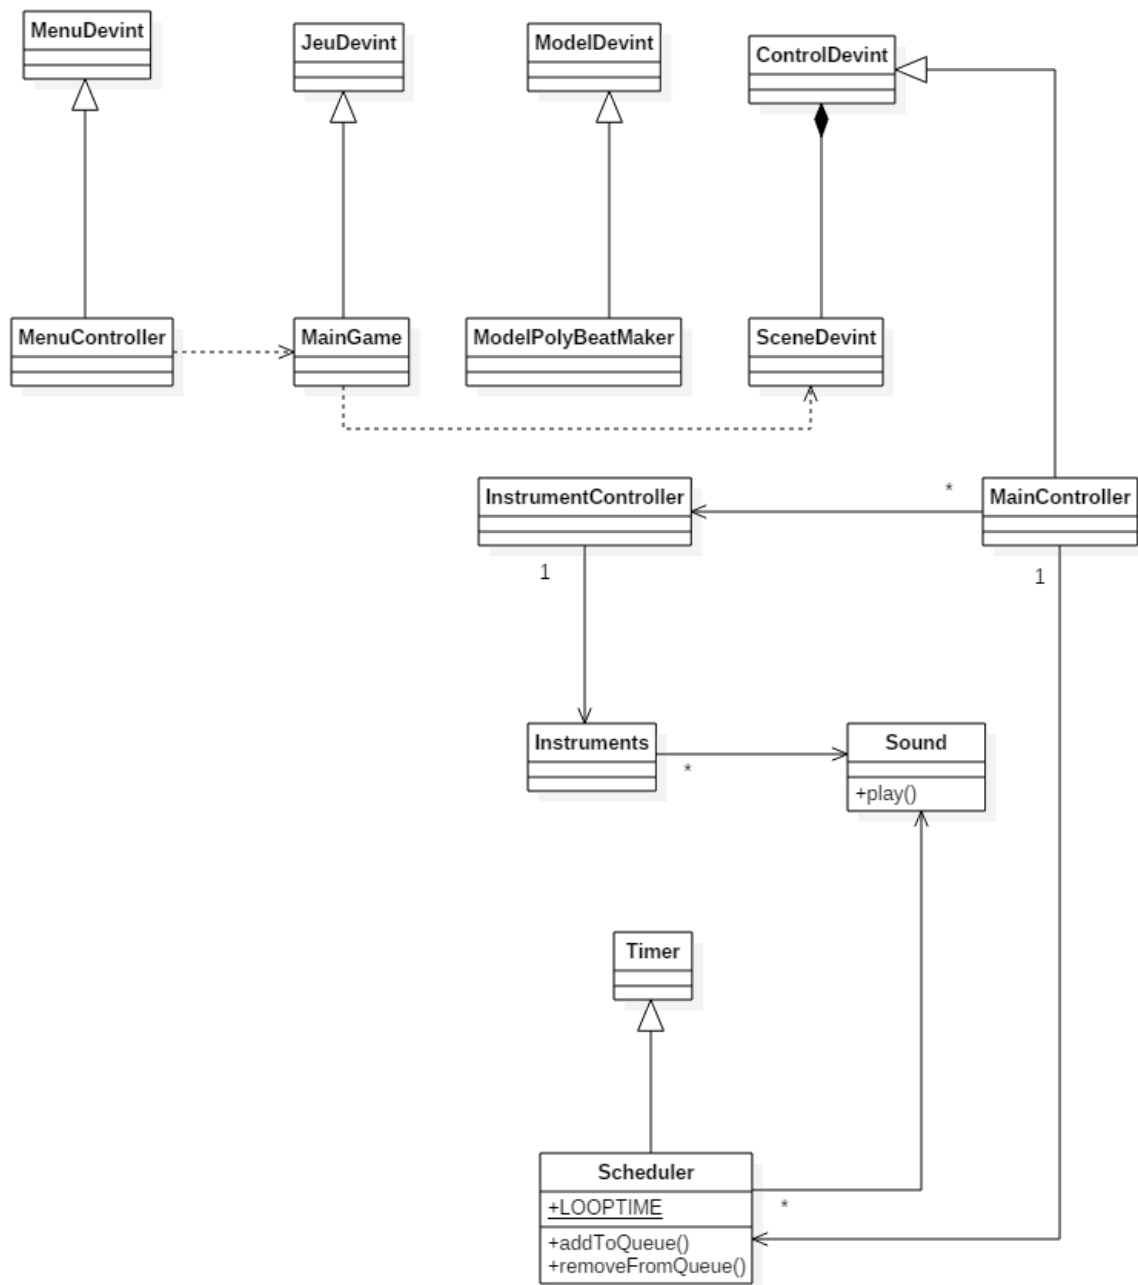 MenuDevint
JeuDevint
ModelDevint
ControlDevint
MenuController
MainGame
ModelPolyBeatMaker
SceneDevint
InstrumentController
*
MainController
1
1
Instruments
*
Sound
+play()
Timer
Scheduler
+LOOPTIME
*
+addToQueue()
+removeFromQueue()